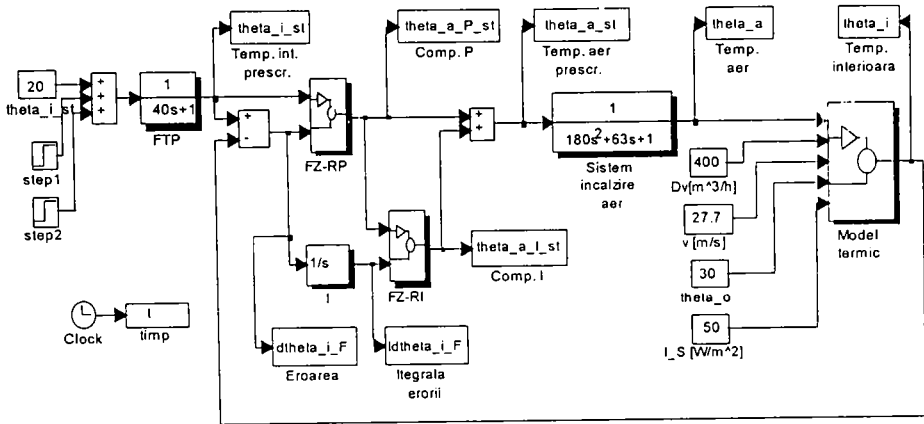 theta_i_st
Temp. int.
prescr.
theta_a_P_st
Comp. P
theta_a_st
Temp. aer
prescr.
theta_a
Temp.
aer
theta_i
Temp.
interioara
20
theta_i_st
+
+
+
1
40s+1
FTP
+
-
FZ-RP
+
+
1
180s²+63s+1
Sistem
incalzire
aer
400
Dv[m^3/h]
27.7
v [m/s]
30
theta_o
50
I_S [W/m^2]
Model
termic
step1
step2
1/s
I
FZ-RI
theta_a_I_st
Comp. I
Clock
t
timp
dtheta_i_F
Eroarea
Idtheta_i_F
Itegrala
erorii